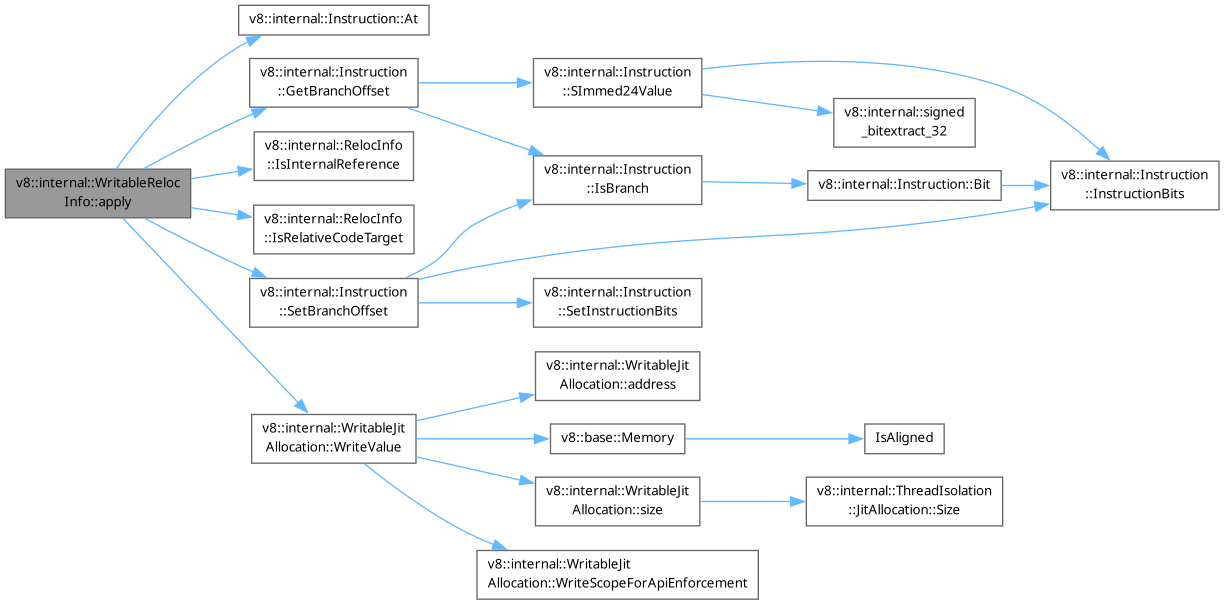 v8::internal::WritableReloc
Info::apply
v8::internal::Instruction::At
v8::internal::Instruction
::GetBranchOffset
v8::internal::RelocInfo
::IsInternalReference
v8::internal::RelocInfo
::IsRelativeCodeTarget
v8::internal::Instruction
::SetBranchOffset
v8::internal::WritableJit
Allocation::WriteValue
v8::internal::Instruction
::SImmed24Value
v8::internal::Instruction
::IsBranch
v8::internal::Instruction
::SetInstructionBits
v8::internal::WritableJit
Allocation::address
v8::base::Memory
v8::internal::WritableJit
Allocation::size
v8::internal::WritableJit
Allocation::WriteScopeForApiEnforcement
v8::internal::signed
_bitextract_32
v8::internal::Instruction::Bit
IsAligned
v8::internal::ThreadIsolation
::JitAllocation::Size
v8::internal::Instruction
::InstructionBits